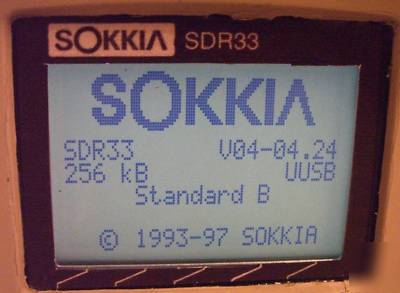 SOKKIA SDR33
SOKKIA
SDR33 V04-04.24
256 kB UUSB
Standard B
© 1993-97 SOKKIA